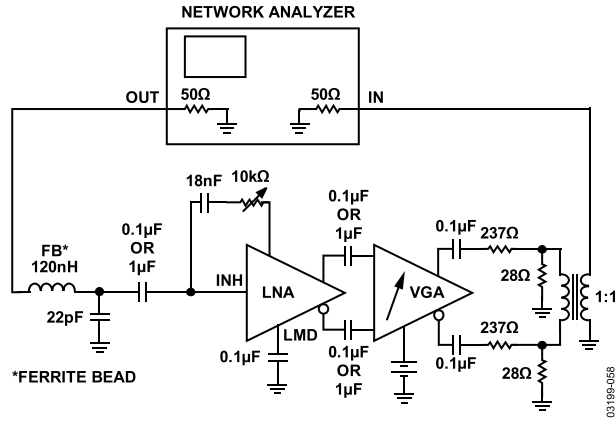 NETWORK ANALYZER
OUT
50Ω
50Ω
IN
18nF
10kΩ
0.1µF
OR
1µF
FB*
120nH
0.1µF
OR
1µF
INH
LNA
LMD
VGA
0.1µF
237Ω
28Ω
1:1
22pF
0.1µF
0.1µF
OR
1µF
237Ω
0.1µF
28Ω
*FERRITE BEAD
03199-058